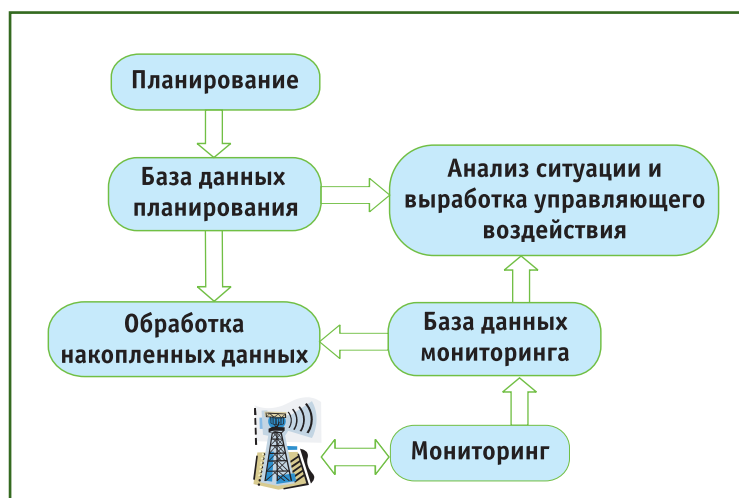 Планирование
База данных
планирования
Анализ ситуации и
выработка управляющего
воздействия
Обработка
накопленных данных
База данных
мониторинга
Мониторинг